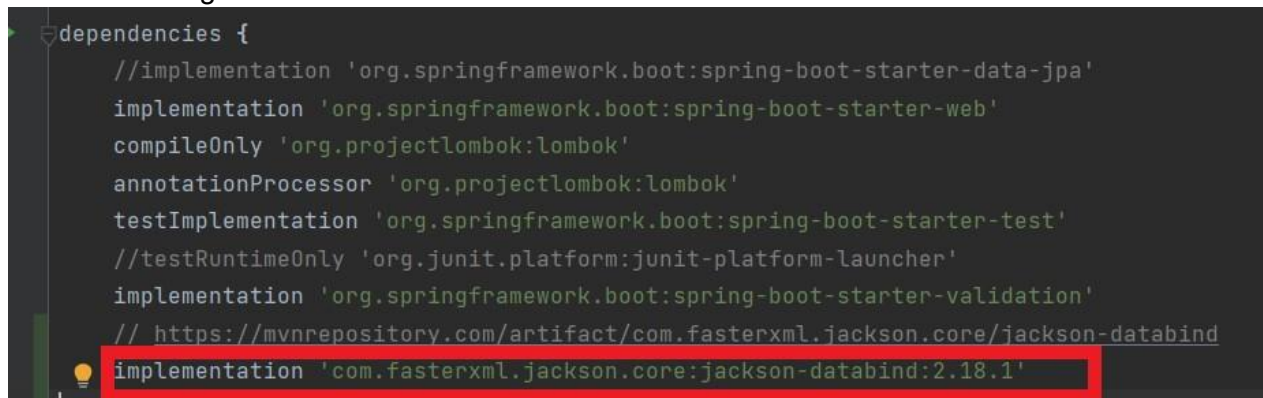 dependencies {
//implementation 'org.springframework.boot:spring-boot-starter-data-jpa'
implementation 'org.springframework.boot:spring-boot-starter-web'
compileOnly 'org.projectlombok:lombok'
annotationProcessor 'org.projectlombok:lombok'
testImplementation 'org.springframework.boot:spring-boot-starter-test'
//testRuntimeOnly 'org.junit.platform:junit-platform-launcher'
implementation 'org.springframework.boot:spring-boot-starter-validation'
// https://mvnrepository.com/artifact/com.fasterxml.jackson.core/jackson-databind
implementation 'com.fasterxml.jackson.core:jackson-databind:2.18.1'